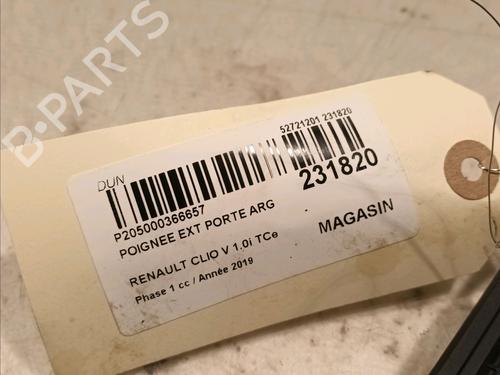 B-PARTS
DUN
52721201 231820
P205000366657
231820
POIGNEE EXT PORTE ARG
RENAULT CLIO V 1.0i TCe
MAGASIN
Phase 1 cc / Année 2019